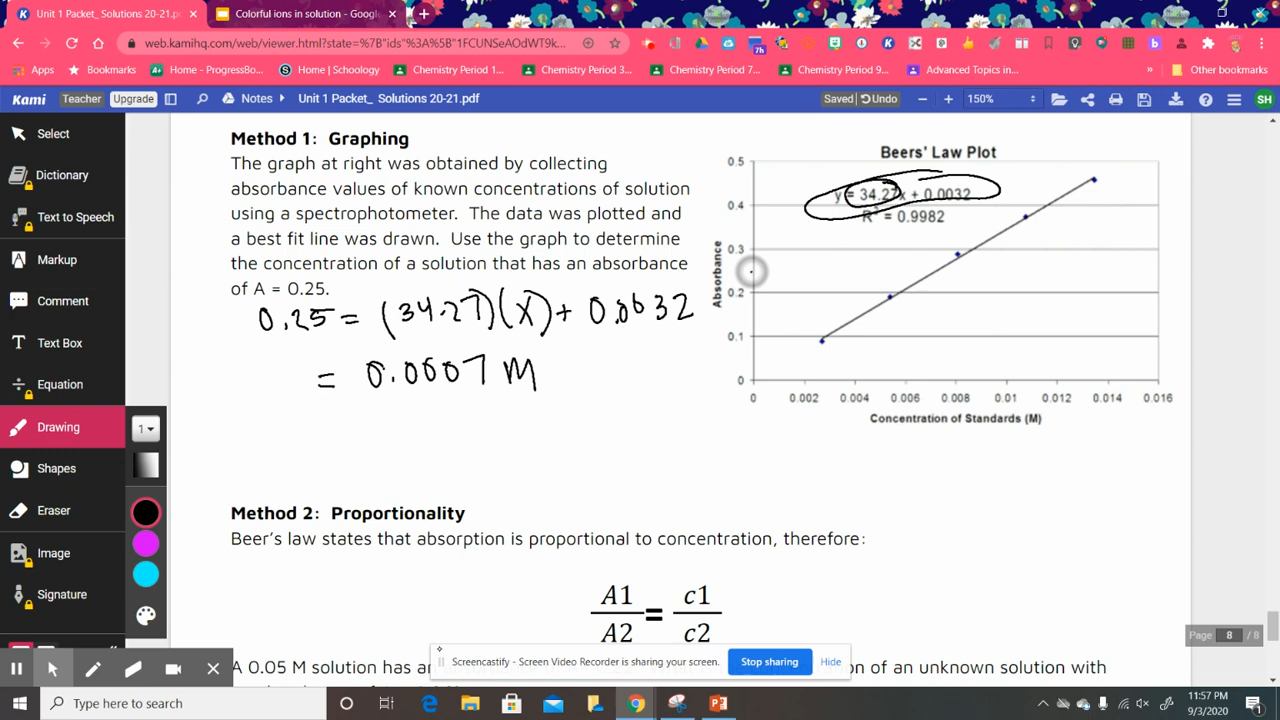 Unit 1 Packet_ Solutions 20-21.p
Colorful ions in solution - Googl
web.kamihq.com/web/viewer.html?state=%7B"ids"%3A%5B"1FCUNSeAOdWT9k...
7h
Apps
Bookmarks
Home - ProgressBo...
Home | Schoology
Chemistry Period 1...
Chemistry Period 3...
Chemistry Period 7...
Chemistry Period 9...
Advanced Topics in...
»
Other bookmarks
Kami
Teacher
Upgrade
Notes
Unit 1 Packet_ Solutions 20-21.pdf
Saved
Undo
150%
SH
Select
Dictionary
Text to Speech
Markup
Comment
Text Box
Equation
Drawing
1
Shapes
Eraser
Image
Signature
Method 1: Graphing
The graph at right was obtained by collecting
absorbance values of known concentrations of solution
using a spectrophotometer. The data was plotted and
a best fit line was drawn. Use the graph to determine
the concentration of a solution that has an absorbance
of A = 0.25.
0.25 = (34.27)(x) + 0.0032
= 0.0007 M
Beers' Law Plot
y = 34.27x + 0.0032
R² = 0.9982
Absorbance
0.5
0.4
0.3
0.2
0.1
0
0 0.002 0.004 0.006 0.008 0.01 0.012 0.014 0.016
Concentration of Standards (M)
Method 2: Proportionality
Beer's law states that absorption is proportional to concentration, therefore:
A1 / A2 = c1 / c2
A 0.05 M solution has an
on of an unknown solution with
Page 8 / 8
Screencastify - Screen Video Recorder is sharing your screen.
Stop sharing
Hide
Type here to search
11:57 PM
9/3/2020